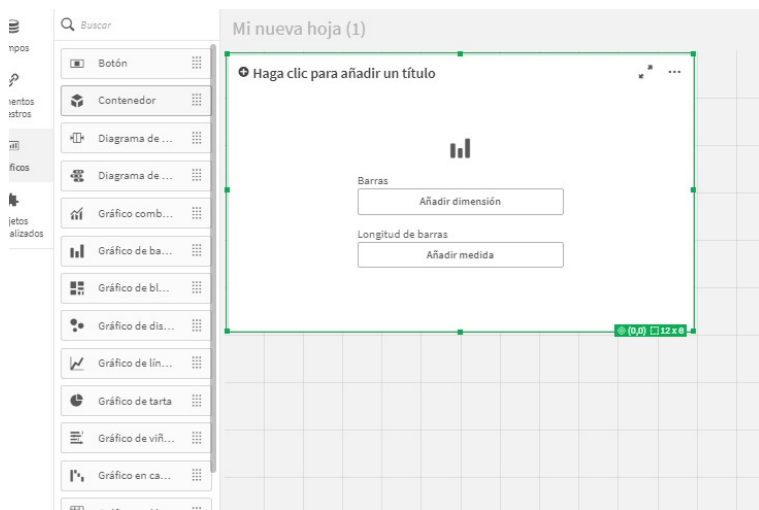 Buscar
Mi nueva hoja (1)
mpos
Botón
Haga clic para añadir un título
...
Contenedor
nentos
estros
Diagrama de ...
ficos
Diagrama de ...
Barras
Añadir dimensión
Gráfico comb...
jetos
alizados
Longitud de barras
Añadir medida
Gráfico de ba...
Gráfico de bl...
Gráfico de dis...
(0,0) 12 x 6
Gráfico de lín...
Gráfico de tarta
Gráfico de viñ...
Gráfico en ca...